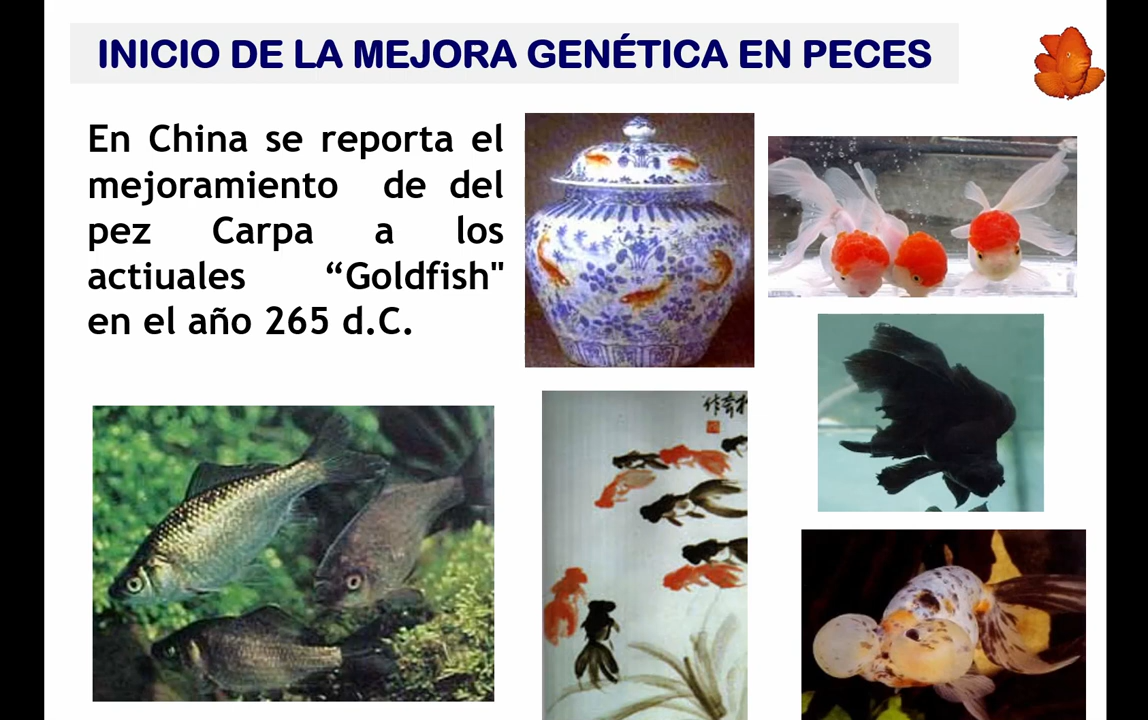 INICIO DE LA MEJORA GENÉTICA EN PECES
En China se reporta el
mejoramiento de del
pez Carpa a los
actiuales “Goldfish"
en el año 265 d.C.